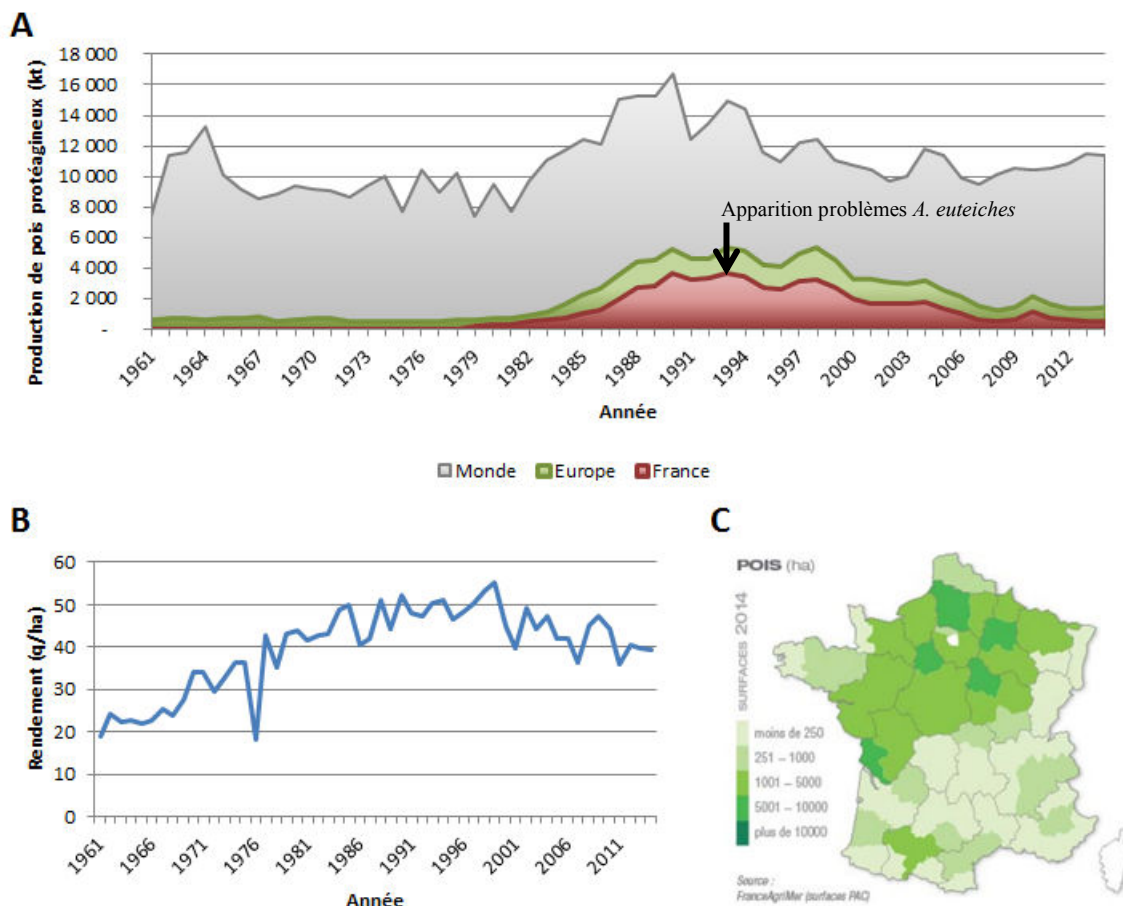 A
Production de pois protéagineux (kt)
18 000
16 000
14 000
12 000
10 000
8 000
6 000
4 000
2 000
-
Apparition problèmes A. euteiches
1961
1964
1967
1970
1973
1976
1979
1982
1985
1988
1991
1994
1997
2000
2003
2006
2009
2012
Année
Monde Europe France
B
Rendement (q/ha)
60
50
40
30
20
10
0
1961
1966
1971
1976
1981
1986
1991
1996
2001
2006
2011
Année
C
POIS (ha)
SURFACES 2014
moins de 250
251 – 1000
1001 – 5000
5001 – 10000
plus de 10000
Source :
FranceAgriMer (surfaces PAC)